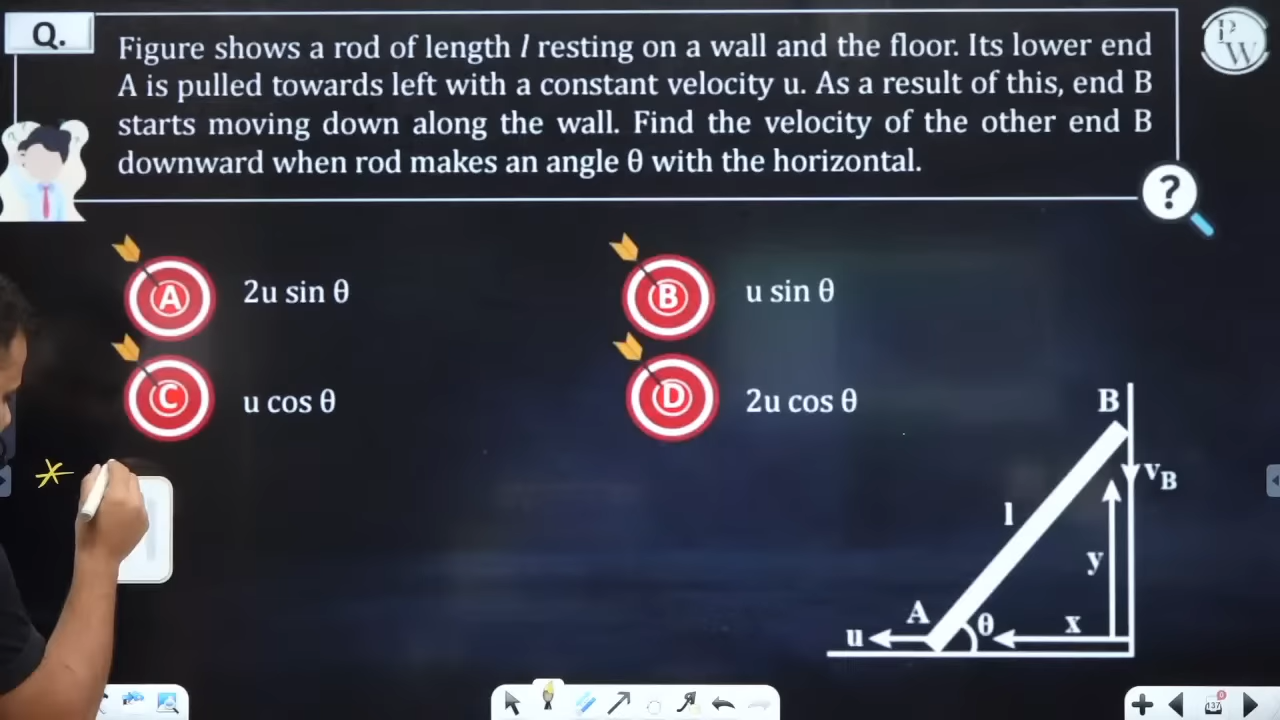 Q.
Figure shows a rod of length l resting on a wall and the floor. Its lower end
A is pulled towards left with a constant velocity u. As a result of this, end B
starts moving down along the wall. Find the velocity of the other end B
downward when rod makes an angle θ with the horizontal.
PW
?
A 2u sin θ
B u sin θ
C u cos θ
D 2u cos θ
B
vB
l
y
A
θ
x
u
137